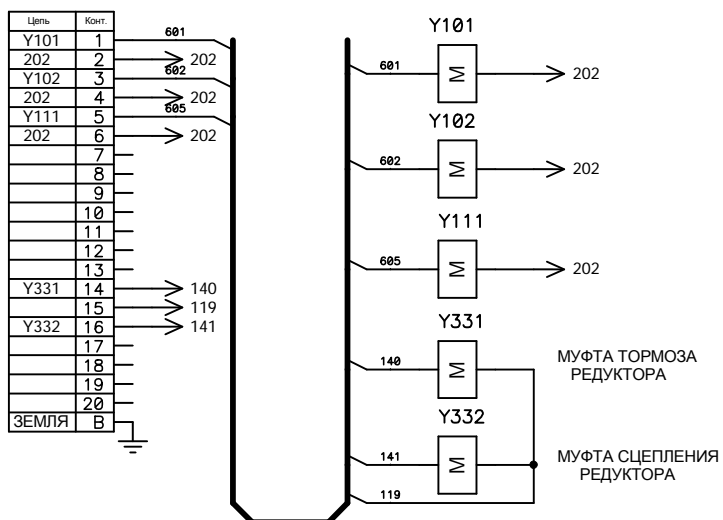 Цепь Конт.
Y101 1 601
202 2 202
Y102 3 602
202 4 202
Y111 5 605
202 6 202
7
8
9
10
11
12
13
Y331 14 140
15 119
Y332 16 141
17
18
19
20
ЗЕМЛЯ B
Y101
601 M 202
Y102
602 M 202
Y111
605 M 202
Y331
140 M
МУФТА ТОРМОЗА
РЕДУКТОРА
Y332
141 M
119
МУФТА СЦЕПЛЕНИЯ
РЕДУКТОРА